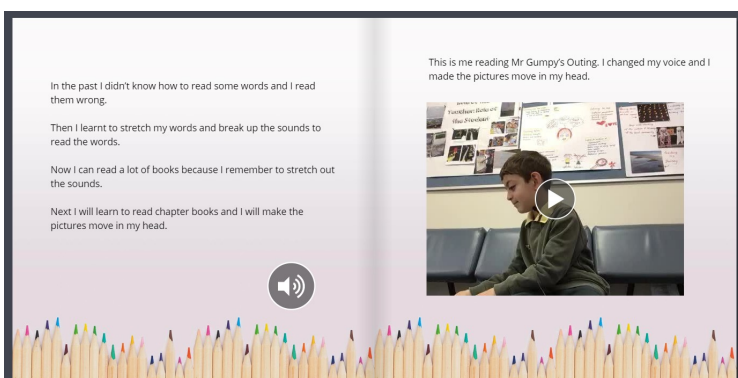 In the past I didn't know how to read some words and I read
them wrong.
Then I learnt to stretch my words and break up the sounds to
read the words.
Now I can read a lot of books because I remember to stretch out
the sounds.
Next I will learn to read chapter books and I will make the
pictures move in my head.
This is me reading Mr Gumpy's Outing. I changed my voice and I
made the pictures move in my head.
the Student